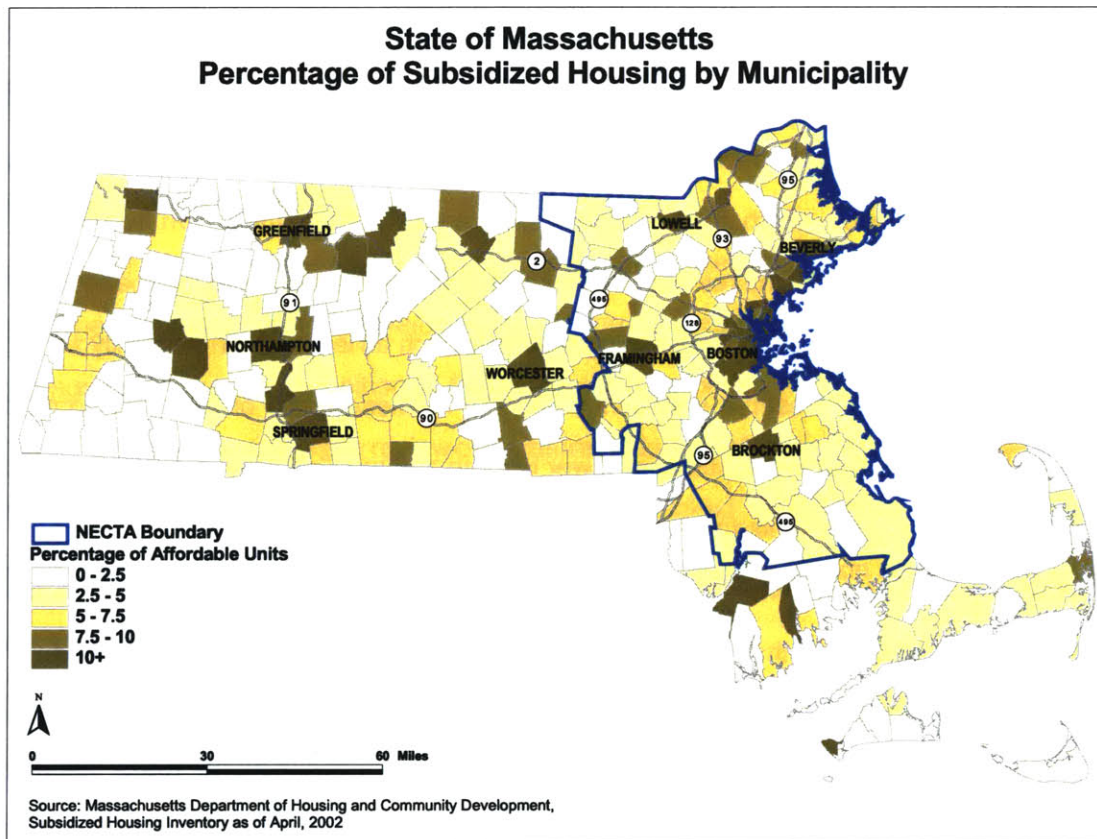 State of Massachusetts
Percentage of Subsidized Housing by Municipality
95
LOWELL
GREENFIELD
93
BEVERLY
2
91
495
128
NORTHAMPTON
FRAMINGHAM
BOSTON
WORCESTER
90
SPRINGFIELD
BROCKTON
95
495
NECTA Boundary
Percentage of Affordable Units
0 - 2.5
2.5 - 5
5 - 7.5
7.5 - 10
10+
N
0 30 60 Miles
Source: Massachusetts Department of Housing and Community Development,
Subsidized Housing Inventory as of April, 2002